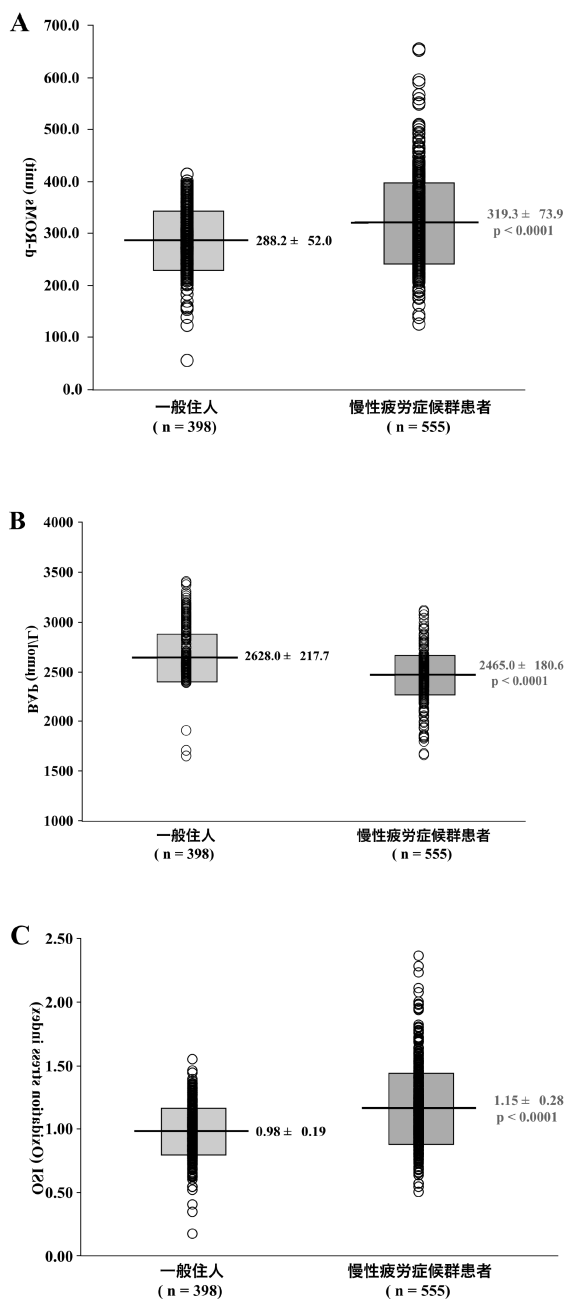 A
700.0
600.0
500.0
400.0
300.0
200.0
100.0
0.0
d-ROMs (unit)
288.2 ± 52.0
319.3 ± 73.9
p < 0.0001
一般住人
( n = 398)
慢性疲労症候群患者
( n = 555)
B
4000
3500
3000
2500
2000
1500
1000
BAP (μmol/L)
2628.0 ± 217.7
2465.0 ± 180.6
p < 0.0001
一般住人
( n = 398)
慢性疲労症候群患者
( n = 555)
C
2.50
2.00
1.50
1.00
0.50
0.00
OSI (Oxidation stress index)
0.98 ± 0.19
1.15 ± 0.28
p < 0.0001
一般住人
( n = 398)
慢性疲労症候群患者
( n = 555)